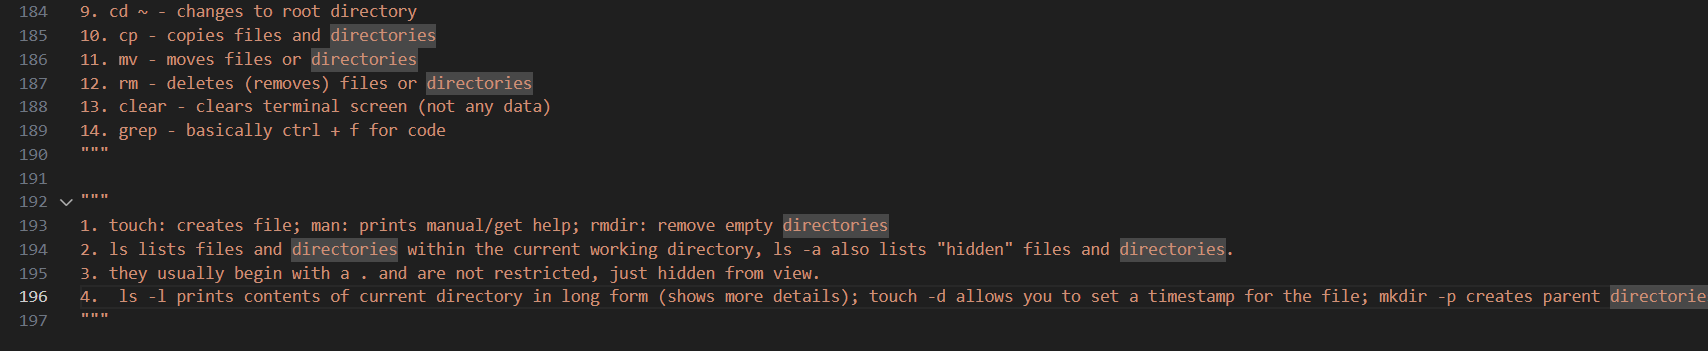 184 9. cd ~ - changes to root directory
185 10. cp - copies files and directories
186 11. mv - moves files or directories
187 12. rm - deletes (removes) files or directories
188 13. clear - clears terminal screen (not any data)
189 14. grep - basically ctrl + f for code
190 """
191
192 """
193 1. touch: creates file; man: prints manual/get help; rmdir: remove empty directories
194 2. ls lists files and directories within the current working directory, ls -a also lists "hidden" files and directories.
195 3. they usually begin with a . and are not restricted, just hidden from view.
196 4.  ls -l prints contents of current directory in long form (shows more details); touch -d allows you to set a timestamp for the file; mkdir -p creates parent directorie
197 """